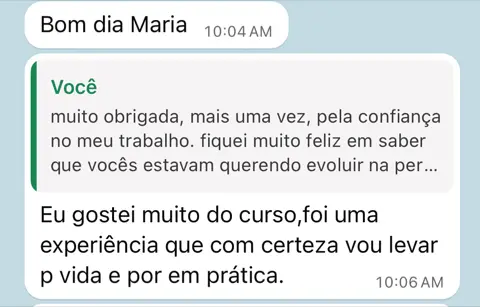 Bom dia Maria
10:04 AM
Você
muito obrigada, mais uma vez, pela confiança
no meu trabalho. fiquei muito feliz em saber
que vocês estavam querendo evoluir na per...
Eu gostei muito do curso,foi uma
experiência que com certeza vou levar
p vida e por em prática.
10:06 AM